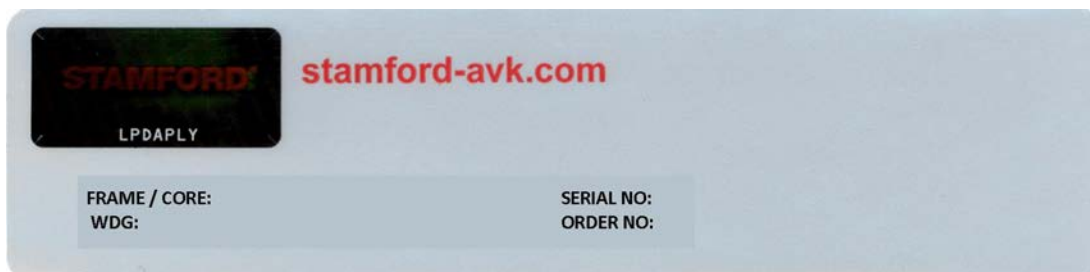 STAMFORD
stamford-avk.com
LPDAPLY
FRAME / CORE:
SERIAL NO:
WDG:
ORDER NO: